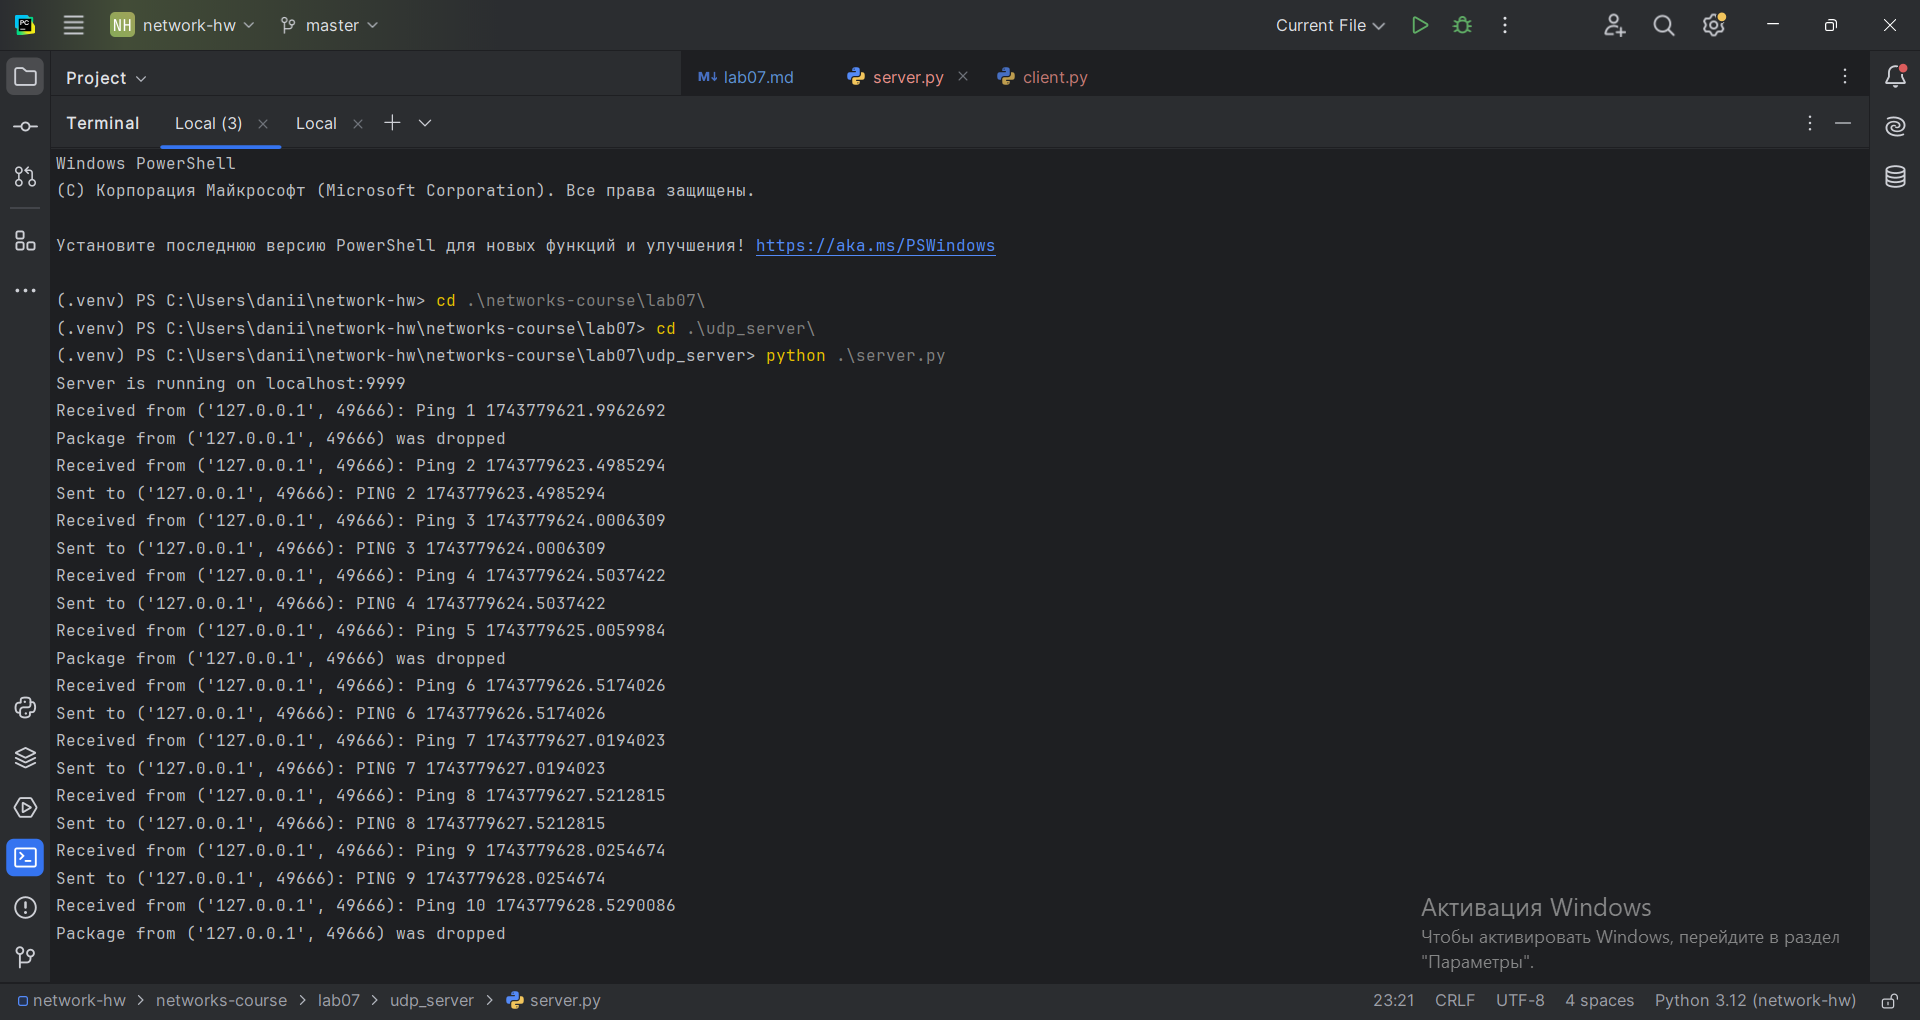 NH network-hw master Current File
Project
lab07.md server.py client.py
Terminal Local (3) Local
Windows PowerShell
(C) Корпорация Майкрософт (Microsoft Corporation). Все права защищены.
Установите последнюю версию PowerShell для новых функций и улучшения! https://aka.ms/PSWindows
(.venv) PS C:\Users\danii\network-hw> cd .\networks-course\lab07\
(.venv) PS C:\Users\danii\network-hw\networks-course\lab07> cd .\udp_server\
(.venv) PS C:\Users\danii\network-hw\networks-course\lab07\udp_server> python .\server.py
Server is running on localhost:9999
Received from ('127.0.0.1', 49666): Ping 1 1743779621.9962692
Package from ('127.0.0.1', 49666) was dropped
Received from ('127.0.0.1', 49666): Ping 2 1743779623.4985294
Sent to ('127.0.0.1', 49666): PING 2 1743779623.4985294
Received from ('127.0.0.1', 49666): Ping 3 1743779624.0006309
Sent to ('127.0.0.1', 49666): PING 3 1743779624.0006309
Received from ('127.0.0.1', 49666): Ping 4 1743779624.5037422
Sent to ('127.0.0.1', 49666): PING 4 1743779624.5037422
Received from ('127.0.0.1', 49666): Ping 5 1743779625.0059984
Package from ('127.0.0.1', 49666) was dropped
Received from ('127.0.0.1', 49666): Ping 6 1743779626.5174026
Sent to ('127.0.0.1', 49666): PING 6 1743779626.5174026
Received from ('127.0.0.1', 49666): Ping 7 1743779627.0194023
Sent to ('127.0.0.1', 49666): PING 7 1743779627.0194023
Received from ('127.0.0.1', 49666): Ping 8 1743779627.5212815
Sent to ('127.0.0.1', 49666): PING 8 1743779627.5212815
Received from ('127.0.0.1', 49666): Ping 9 1743779628.0254674
Sent to ('127.0.0.1', 49666): PING 9 1743779628.0254674
Received from ('127.0.0.1', 49666): Ping 10 1743779628.5290086
Package from ('127.0.0.1', 49666) was dropped
Активация Windows
Чтобы активировать Windows, перейдите в раздел
"Параметры".
network-hw > networks-course > lab07 > udp_server > server.py 23:21 CRLF UTF-8 4 spaces Python 3.12 (network-hw)